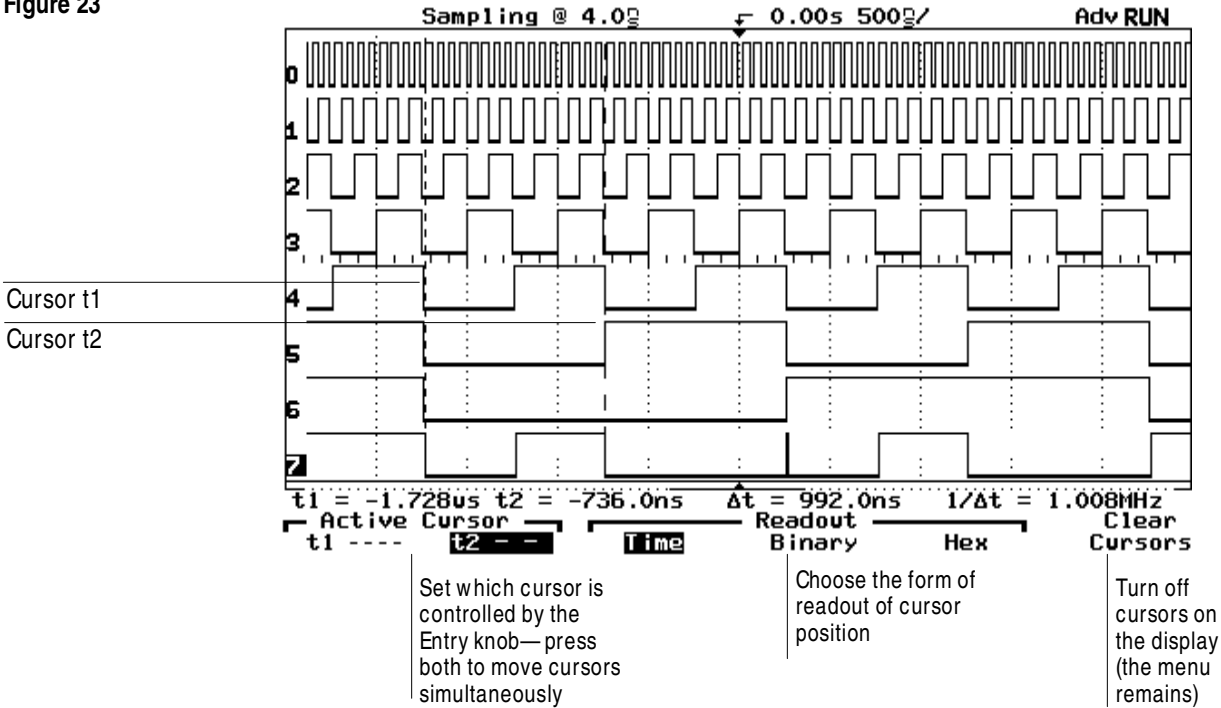 Figure 23
Sampling @ 4.0ns 0.00s 500ns/ Adv RUN
0
1
2
3
4
5
6
7
Cursor t1
Cursor t2
t1 = -1.728us t2 = -736.0ns Δt = 992.0ns 1/Δt = 1.008MHz
Active Cursor Readout Clear
t1 ---- t2 - - Time Binary Hex Cursors
Set which cursor is
controlled by the
Entry knob—press
both to move cursors
simultaneously
Choose the form of
readout of cursor
position
Turn off
cursors on
the display
(the menu
remains)